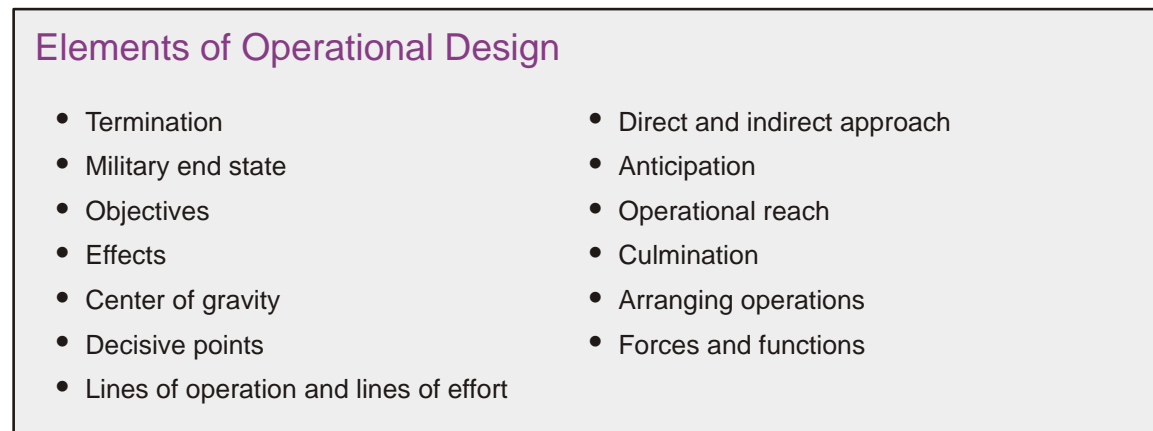 Elements of Operational Design
• Termination
• Military end state
• Objectives
• Effects
• Center of gravity
• Decisive points
• Lines of operation and lines of effort
• Direct and indirect approach
• Anticipation
• Operational reach
• Culmination
• Arranging operations
• Forces and functions